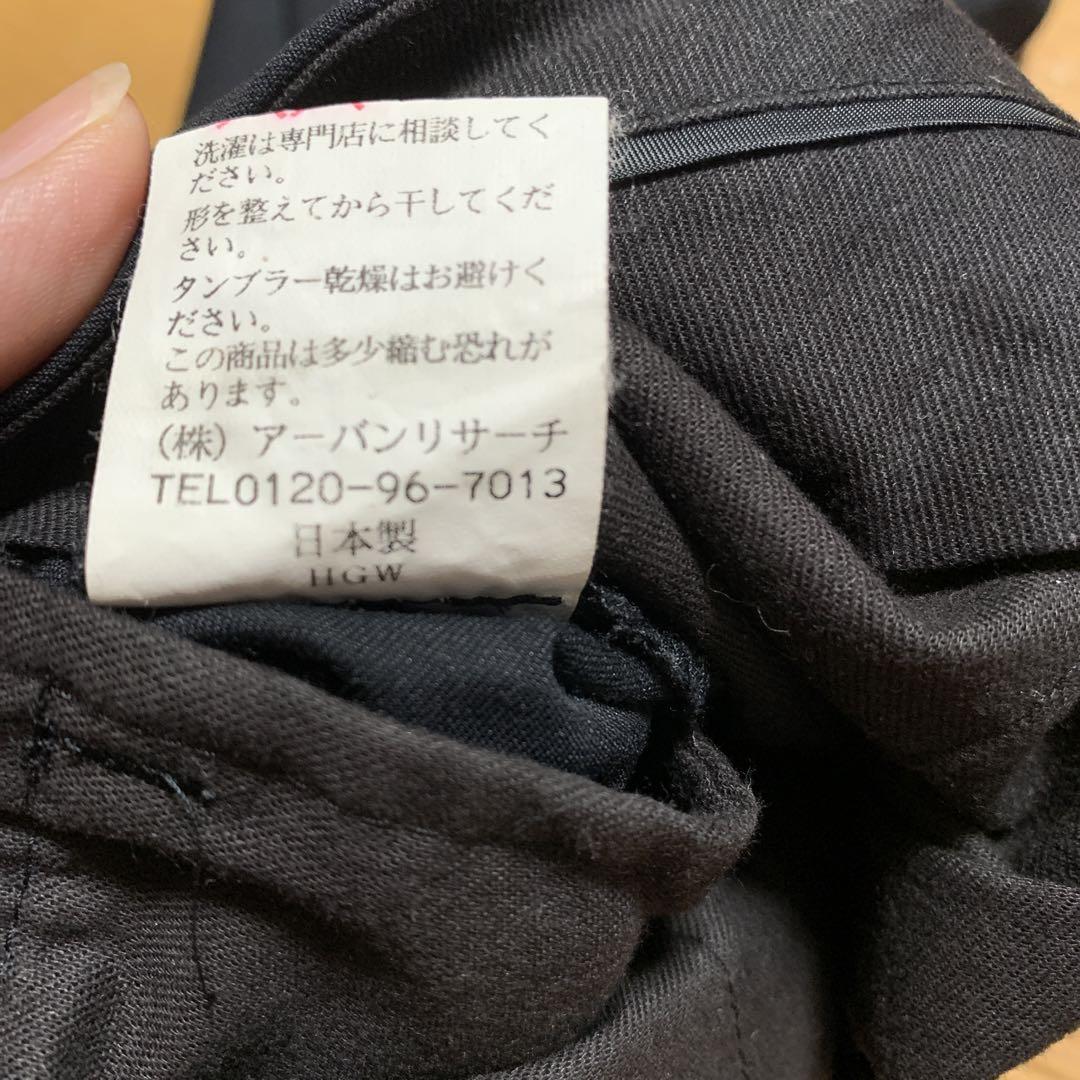 洗濯は専門店に相談してく
ださい。
形を整えてから干してくだ
さい。
タンブラー乾燥はお避けく
ださい。
この商品は多少縮む恐れが
あります。
(株) アーバンリサーチ
TEL0120-96-7013
日本製
HGW